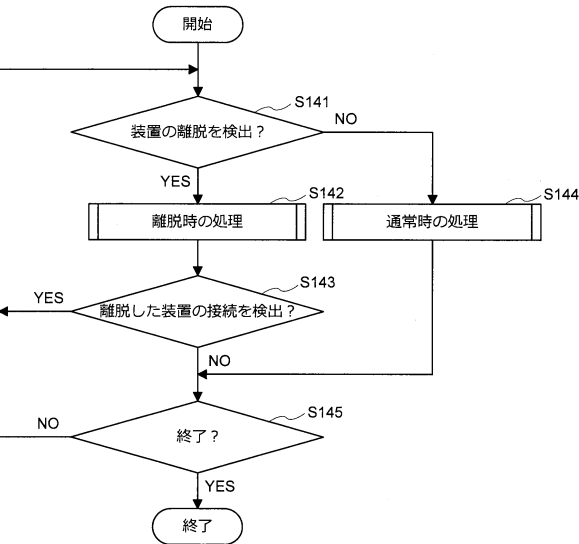 開始
S141
装置の離脱を検出？
NO
YES
S142
離脱時の処理
S144
通常時の処理
S143
YES
離脱した装置の接続を検出？
NO
S145
NO
終了？
YES
終了